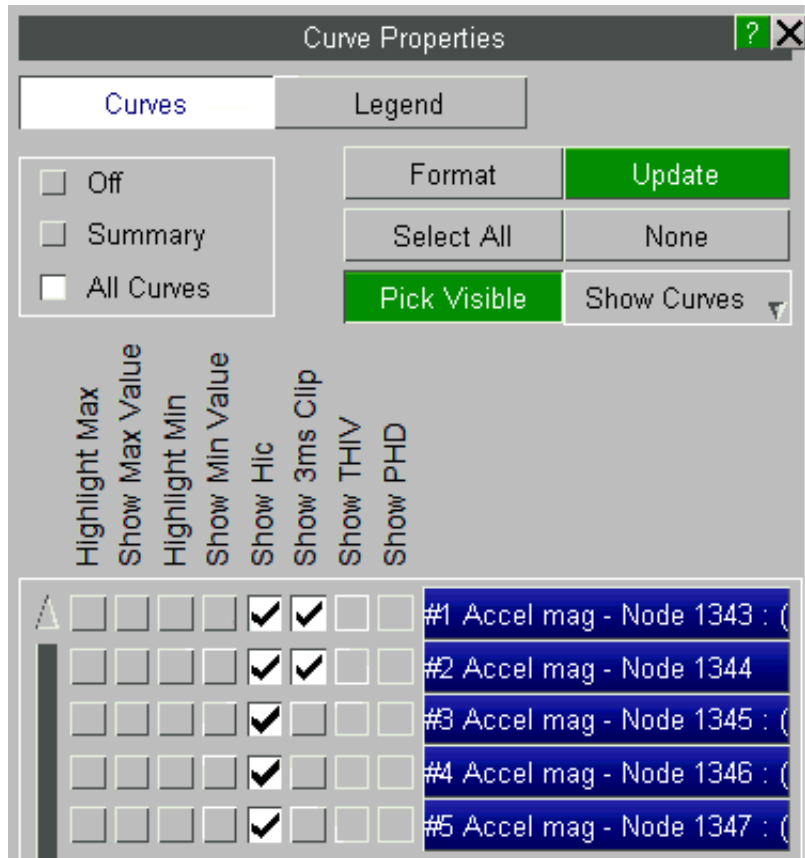 Curve Properties ?
Curves Legend
Off Format Update
Summary Select All None
All Curves Pick Visible Show Curves
Highlight Max
Show Max Value
Highlight Min
Show Min Value
Show Hic
Show 3ms Clip
Show THIV
Show PHD
#1 Accel mag - Node 1343 : (
#2 Accel mag - Node 1344
#3 Accel mag - Node 1345 : (
#4 Accel mag - Node 1346 : (
#5 Accel mag - Node 1347 : (